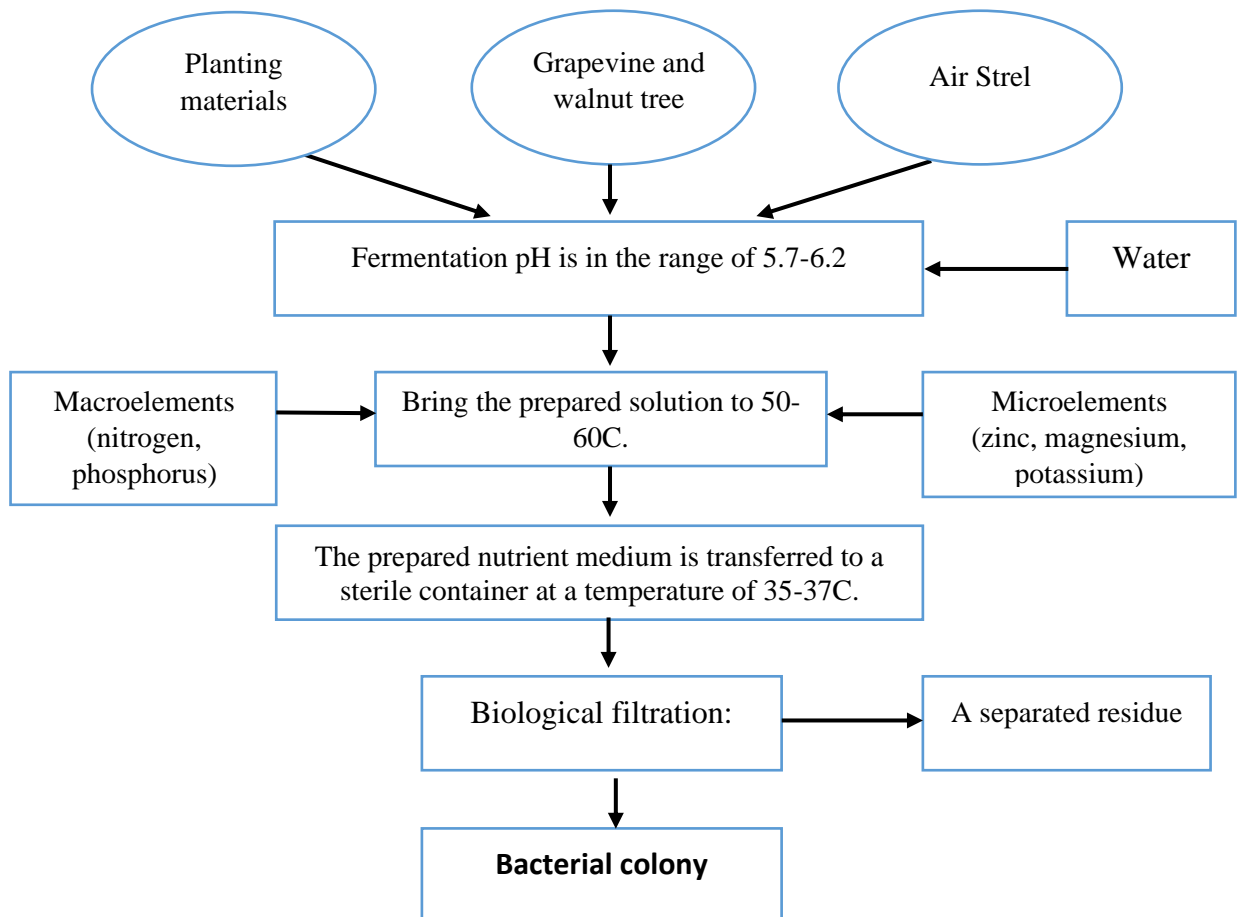 Planting
materials
Grapevine and
walnut tree
Air Strel
Fermentation pH is in the range of 5.7-6.2
Water
Macroelements
(nitrogen,
phosphorus)
Bring the prepared solution to 50-
60C.
Microelements
(zinc, magnesium,
potassium)
The prepared nutrient medium is transferred to a
sterile container at a temperature of 35-37C.
Biological filtration:
A separated residue
Bacterial colony